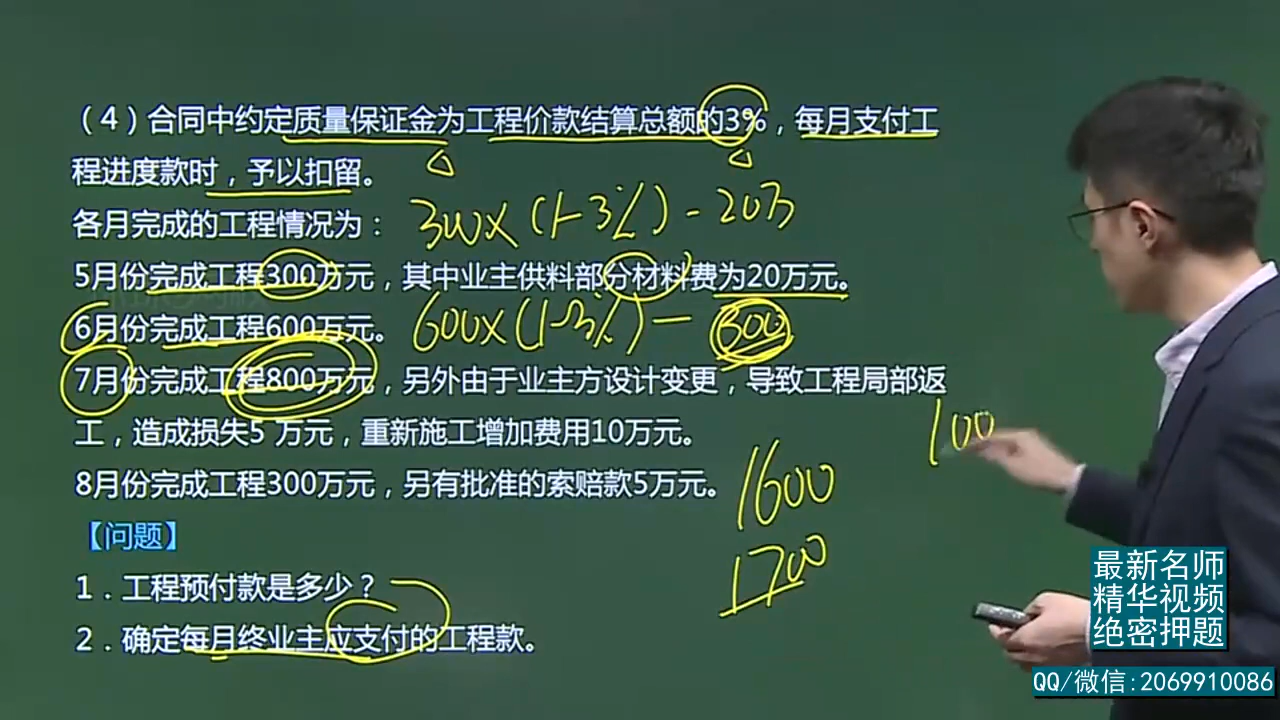 （4）合同中约定质量保证金为工程价款结算总额的3%，每月支付工
程进度款时，予以扣留。
各月完成的工程情况为：
300×(1-3%)-20万
5月份完成工程300万元，其中业主供料部分材料费为20万元。
6月份完成工程600万元。
600×(1-3%)-
300
7月份完成工程800万元，另外由于业主方设计变更，导致工程局部返
工，造成损失5 万元，重新施工增加费用10万元。
100
8月份完成工程300万元，另有批准的索赔款5万元。
1600
1700
【问题】
1．工程预付款是多少？
2．确定每月终业主应支付的工程款。
最新名师
精华视频
绝密押题
QQ/微信:2069910086